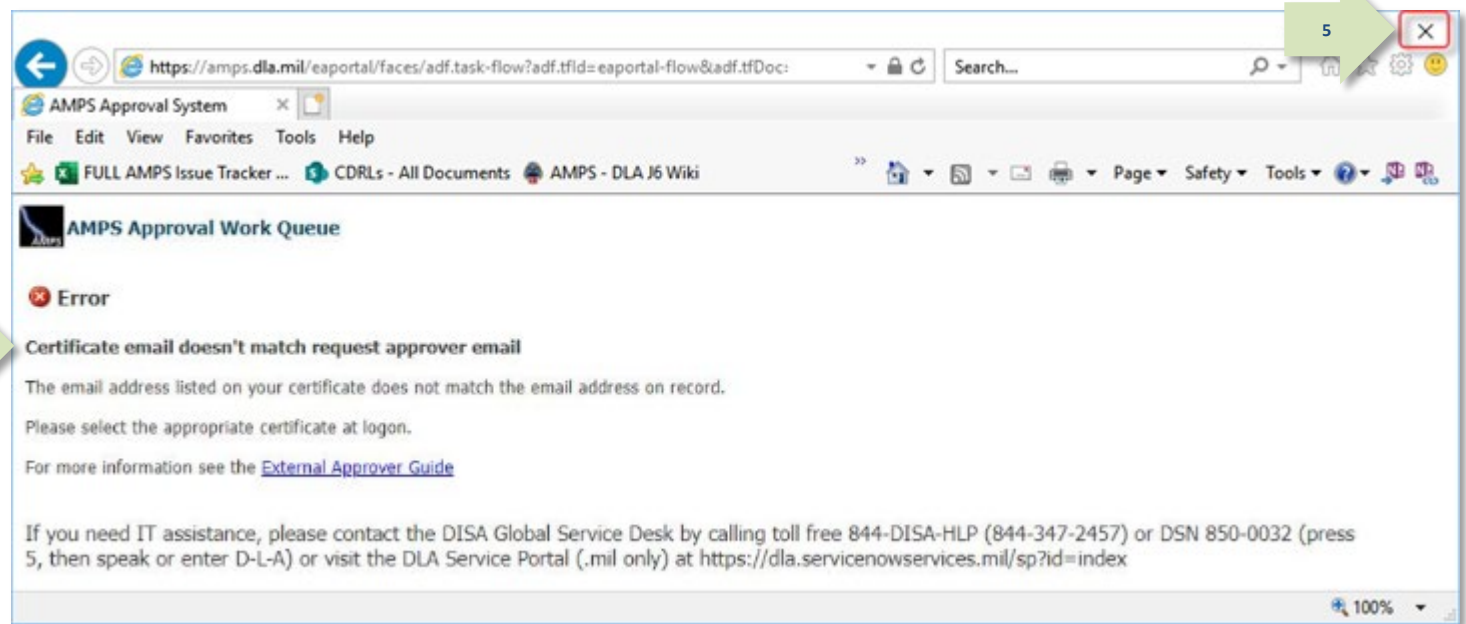 5
https://amps.dla.mil/eaportal/faces/adf.task-flow?adf.tfId=eaportal-flow&adf.tfDoc:
Search...
AMPS Approval System
File Edit View Favorites Tools Help
FULL AMPS Issue Tracker ... CDRLs - All Documents AMPS - DLA J6 Wiki » Page Safety Tools
AMPS
AMPS Approval Work Queue
Error
Certificate email doesn't match request approver email
The email address listed on your certificate does not match the email address on record.
Please select the appropriate certificate at logon.
For more information see the External Approver Guide
If you need IT assistance, please contact the DISA Global Service Desk by calling toll free 844-DISA-HLP (844-347-2457) or DSN 850-0032 (press
5, then speak or enter D-L-A) or visit the DLA Service Portal (.mil only) at https://dla.servicenowservices.mil/sp?id=index
100%